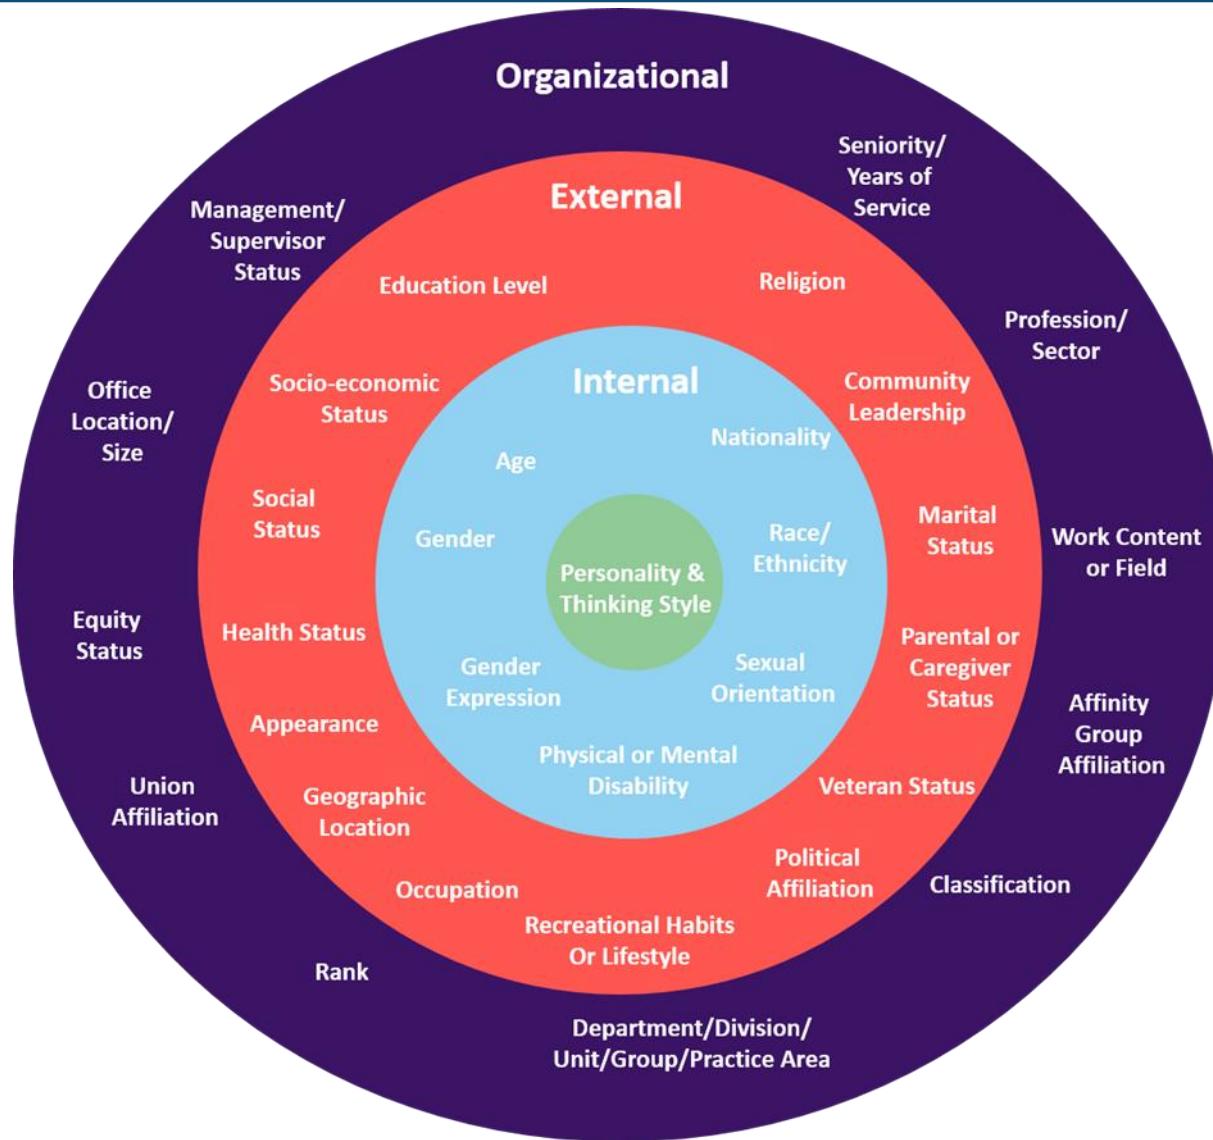 Organizational
Seniority/
Years of
Service
Management/
Supervisor
Status
Profession/
Sector
Office
Location/
Size
Work Content
or Field
Equity
Status
Affinity
Group
Affiliation
Union
Affiliation
Classification
Rank
Department/Division/
Unit/Group/Practice Area
External
Education Level
Religion
Socio-economic
Status
Community
Leadership
Social
Status
Marital
Status
Health Status
Parental or
Caregiver
Status
Appearance
Veteran Status
Geographic
Location
Political
Affiliation
Occupation
Recreational Habits
Or Lifestyle
Internal
Nationality
Age
Gender
Race/
Ethnicity
Gender
Expression
Sexual
Orientation
Physical or Mental
Disability
Personality &
Thinking Style